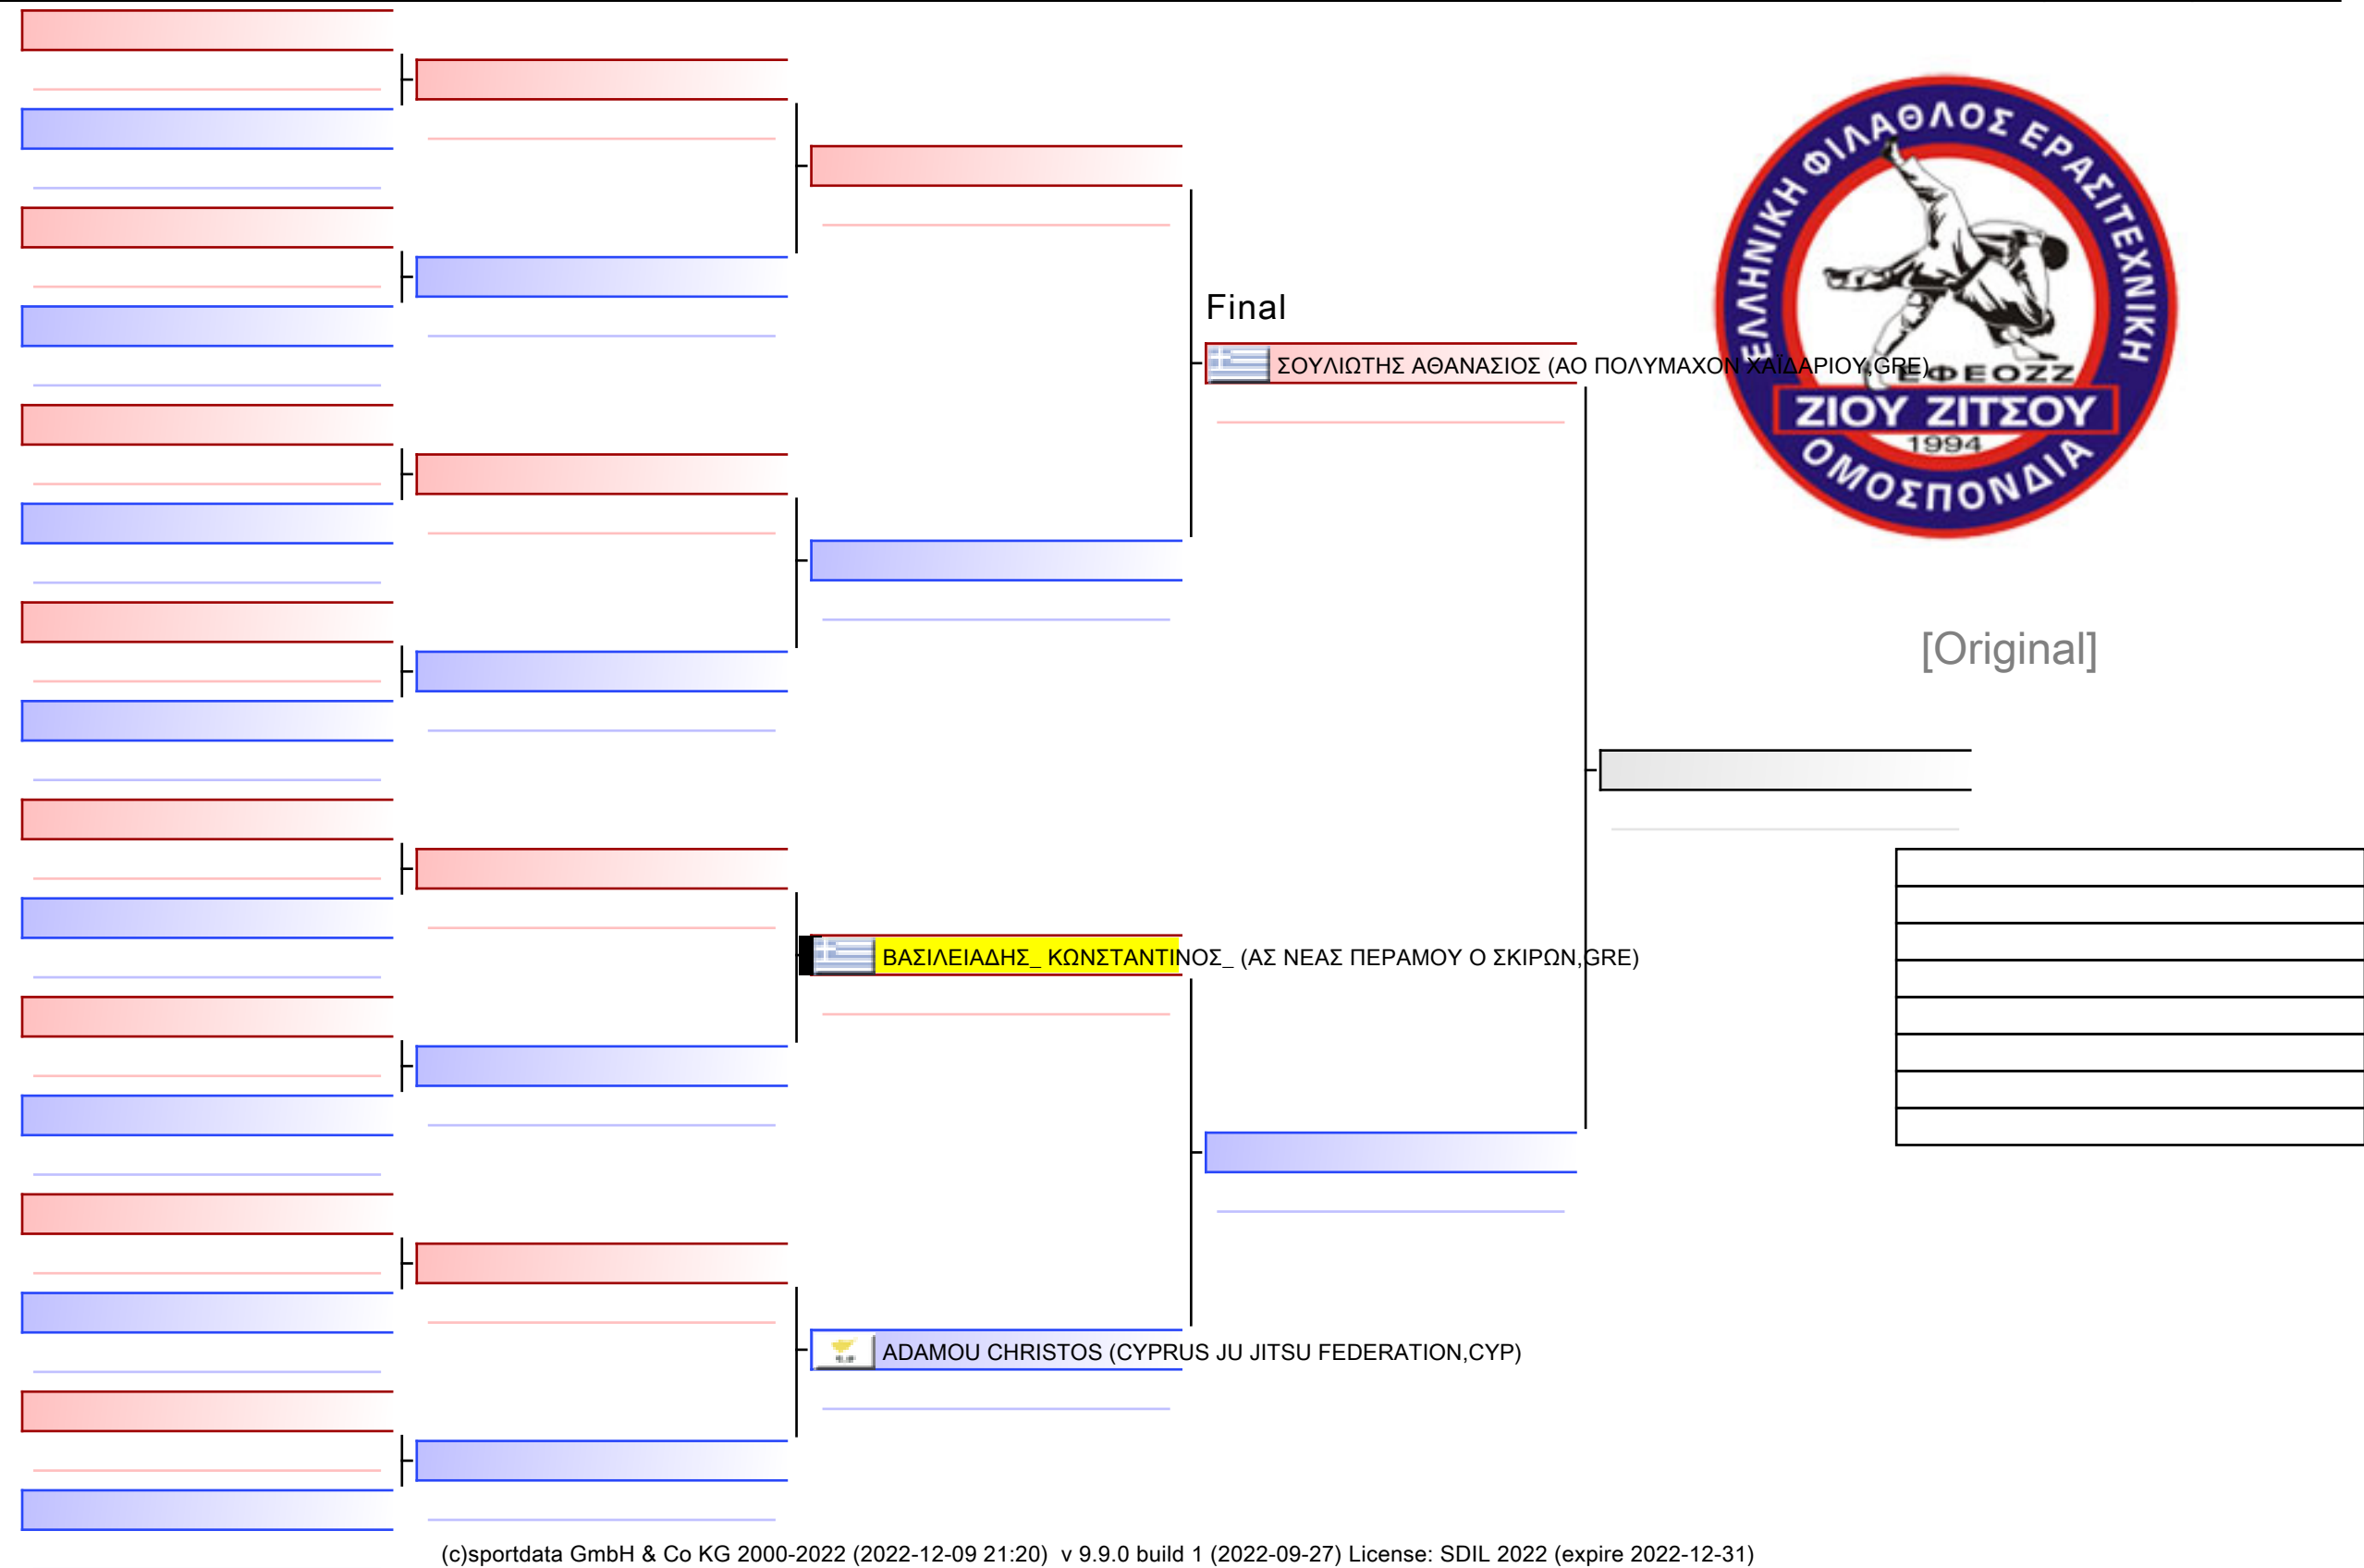 ΕΛΛΗΝΙΚΗ ΦΙΛΑΘΛΟΣ ΕΡΑΣΙΤΕΧΝΙΚΗ
Final
ΣΟΥΛΙΩΤΗΣ ΑΘΑΝΑΣΙΟΣ (ΑΟ ΠΟΛΥΜΑΧΟΝ ΧΑΪΔΑΡΙΟΥ,GRE)
ΕΦΕΟΖΖ
ΖΙΟΥ ΖΙΤΣΟΥ
1994
ΟΜΟΣΠΟΝΔΙΑ
[Original]
ΒΑΣΙΛΕΙΑΔΗΣ_ ΚΩΝΣΤΑΝΤΙΝΟΣ_ (ΑΣ ΝΕΑΣ ΠΕΡΑΜΟΥ Ο ΣΚΙΡΩΝ,GRE)
ADAMOU CHRISTOS (CYPRUS JU JITSU FEDERATION,CYP)
(c)sportdata GmbH & Co KG 2000-2022 (2022-12-09 21:20)  v 9.9.0 build 1 (2022-09-27) License: SDIL 2022 (expire 2022-12-31)